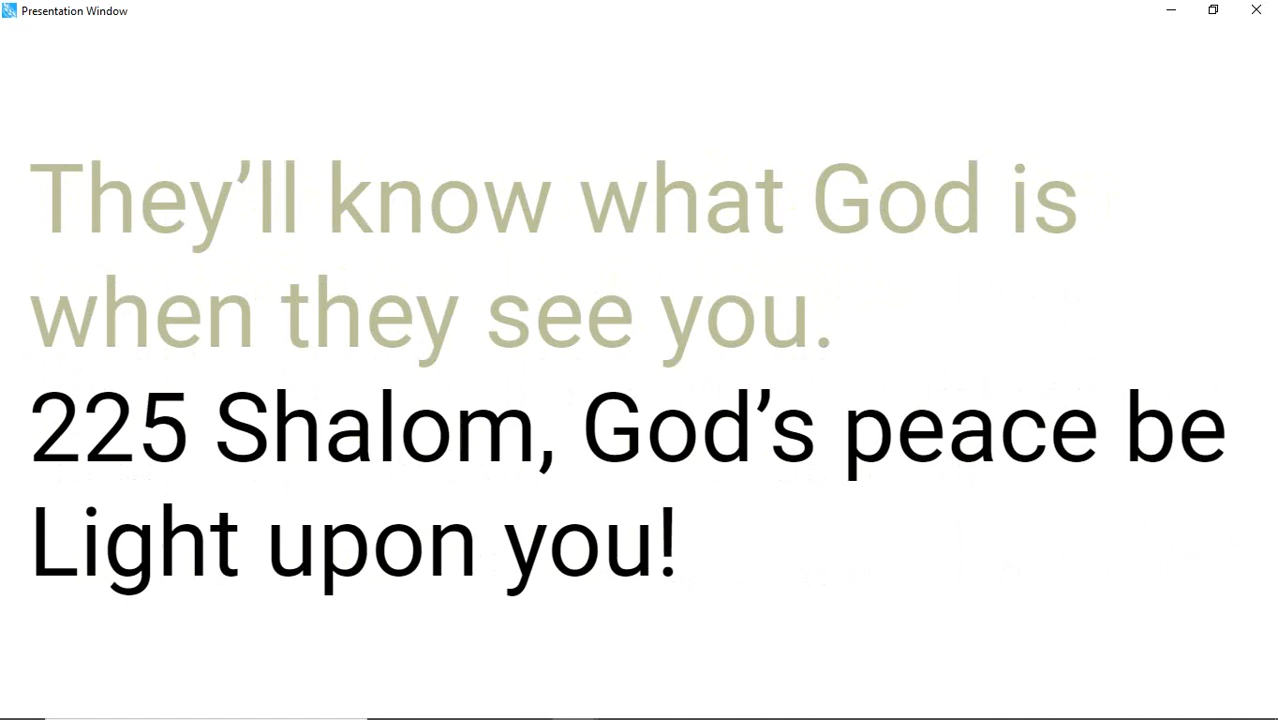 Presentation Window
They’ll know what God is
when they see you.
225 Shalom, God’s peace be
Light upon you!